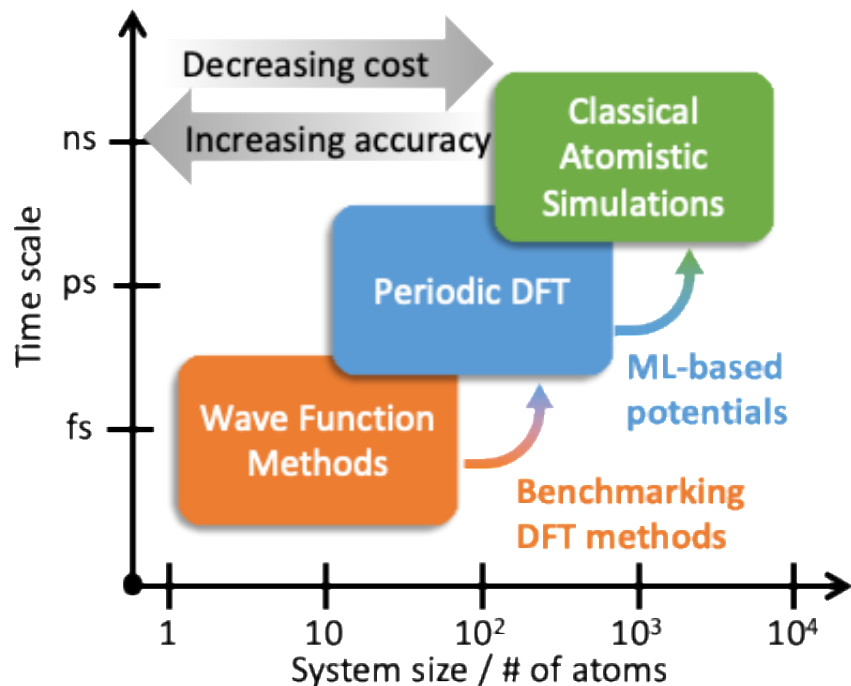 Decreasing cost
Increasing accuracy
Classical
Atomistic
Simulations
Periodic DFT
ML-based
potentials
Wave Function
Methods
Benchmarking
DFT methods
Time scale
ns
ps
fs
1 10 10² 10³ 10⁴
System size / # of atoms